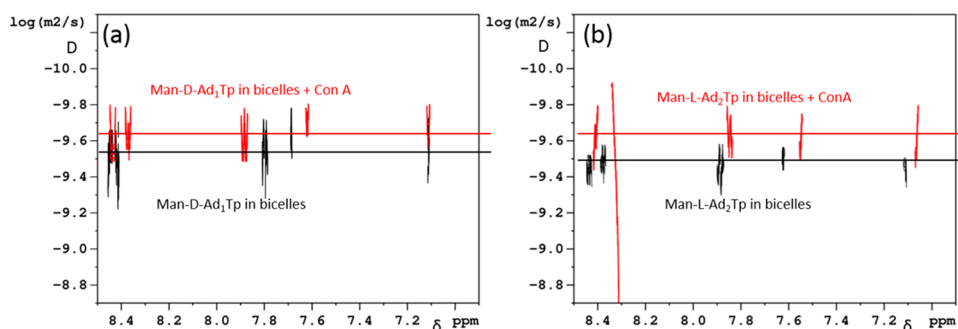 log(m2/s)
D
(a)
-10.0
-9.8
-9.6
-9.4
-9.2
-9.0
-8.8
Man-D-Ad₁Tp in bicelles + Con A
Man-D-Ad₁Tp in bicelles
8.4 8.2 8.0 7.8 7.6 7.4 7.2 δ ppm
log(m2/s)
D
(b)
-10.0
-9.8
-9.6
-9.4
-9.2
-9.0
-8.8
Man-L-Ad₂Tp in bicelles + ConA
Man-L-Ad₂Tp in bicelles
8.4 8.2 8.0 7.8 7.6 7.4 7.2 δ ppm